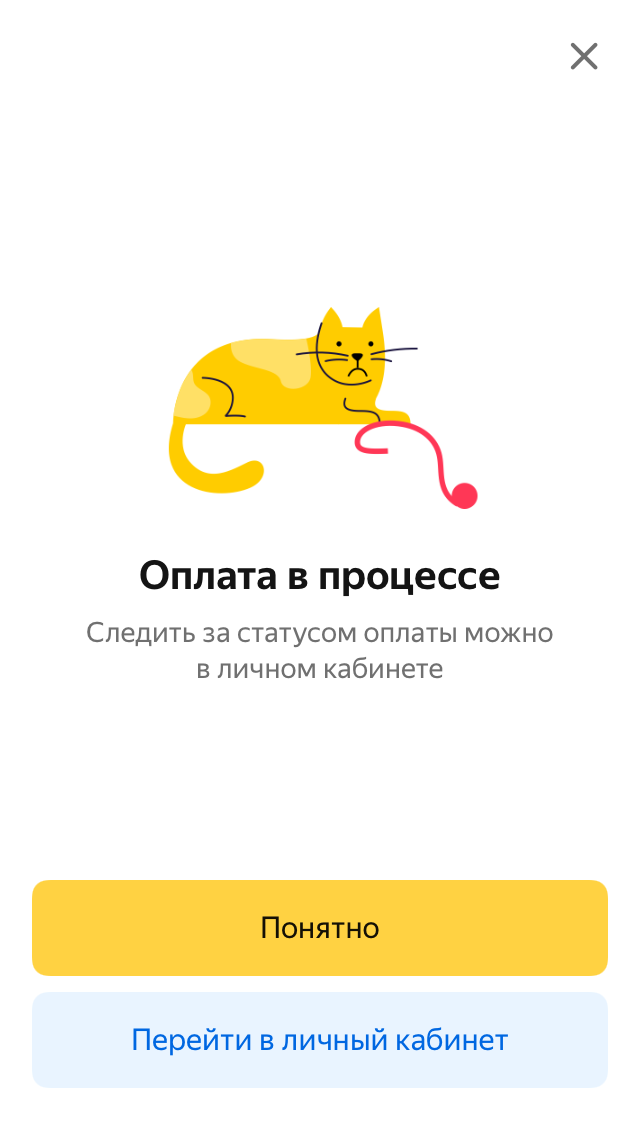 Оплата в процессе
Следить за статусом оплаты можно
в личном кабинете
Понятно
Перейти в личный кабинет